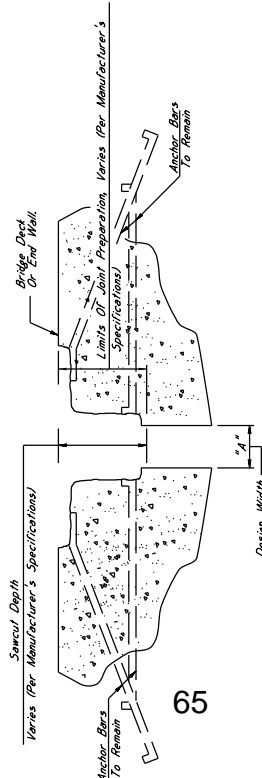 Sawcut Depth
Varies (Per Manufacturer's Specifications)
Bridge Deck
Or End Wall.
Limits Of Joint Preparation, Varies (Per Manufacturer's
Specifications)
Anchor Bars
To Remain
Anchor Bars
To Remain
"A"
Design Width
65